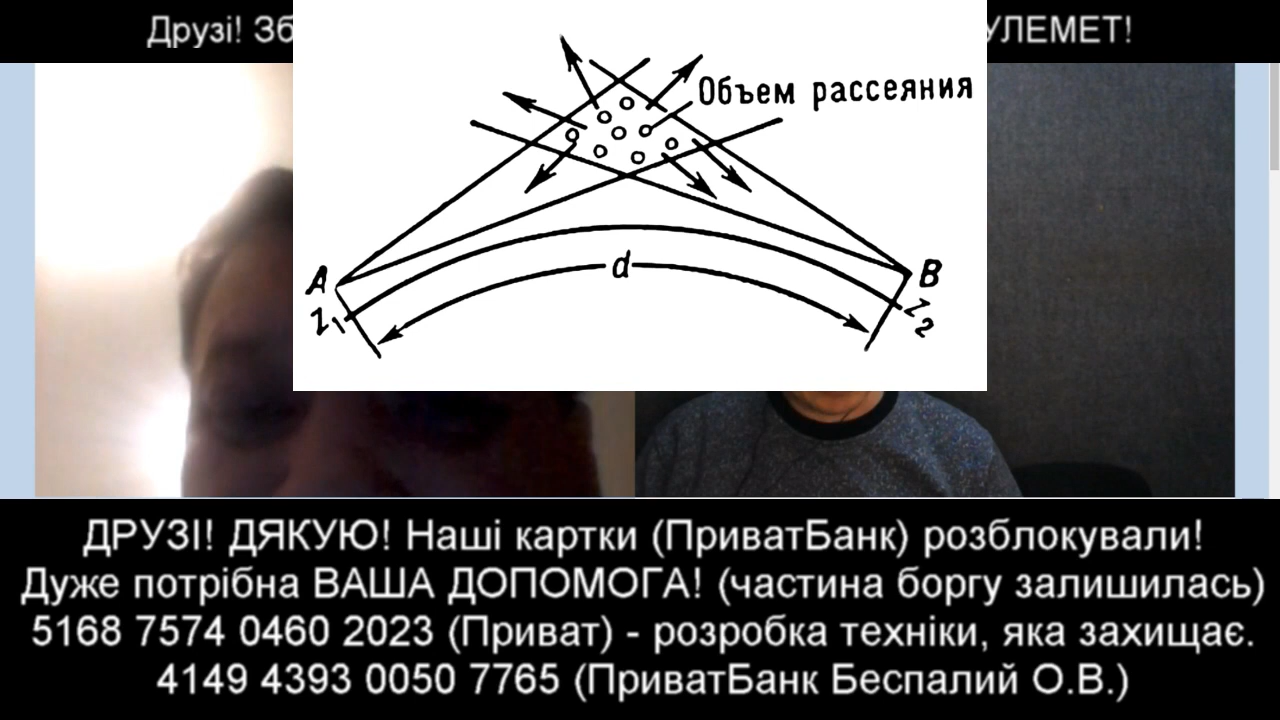 Друзі! Зб
УЛЕМЕТ!
Объем рассеяния
A
B
d
z₁
z₂
ДРУЗІ! ДЯКУЮ! Наші картки (ПриватБанк) розблокували!
Дуже потрібна ВАША ДОПОМОГА! (частина боргу залишилась)
5168 7574 0460 2023 (Приват) - розробка техніки, яка захищає.
4149 4393 0050 7765 (ПриватБанк Беспалий О.В.)